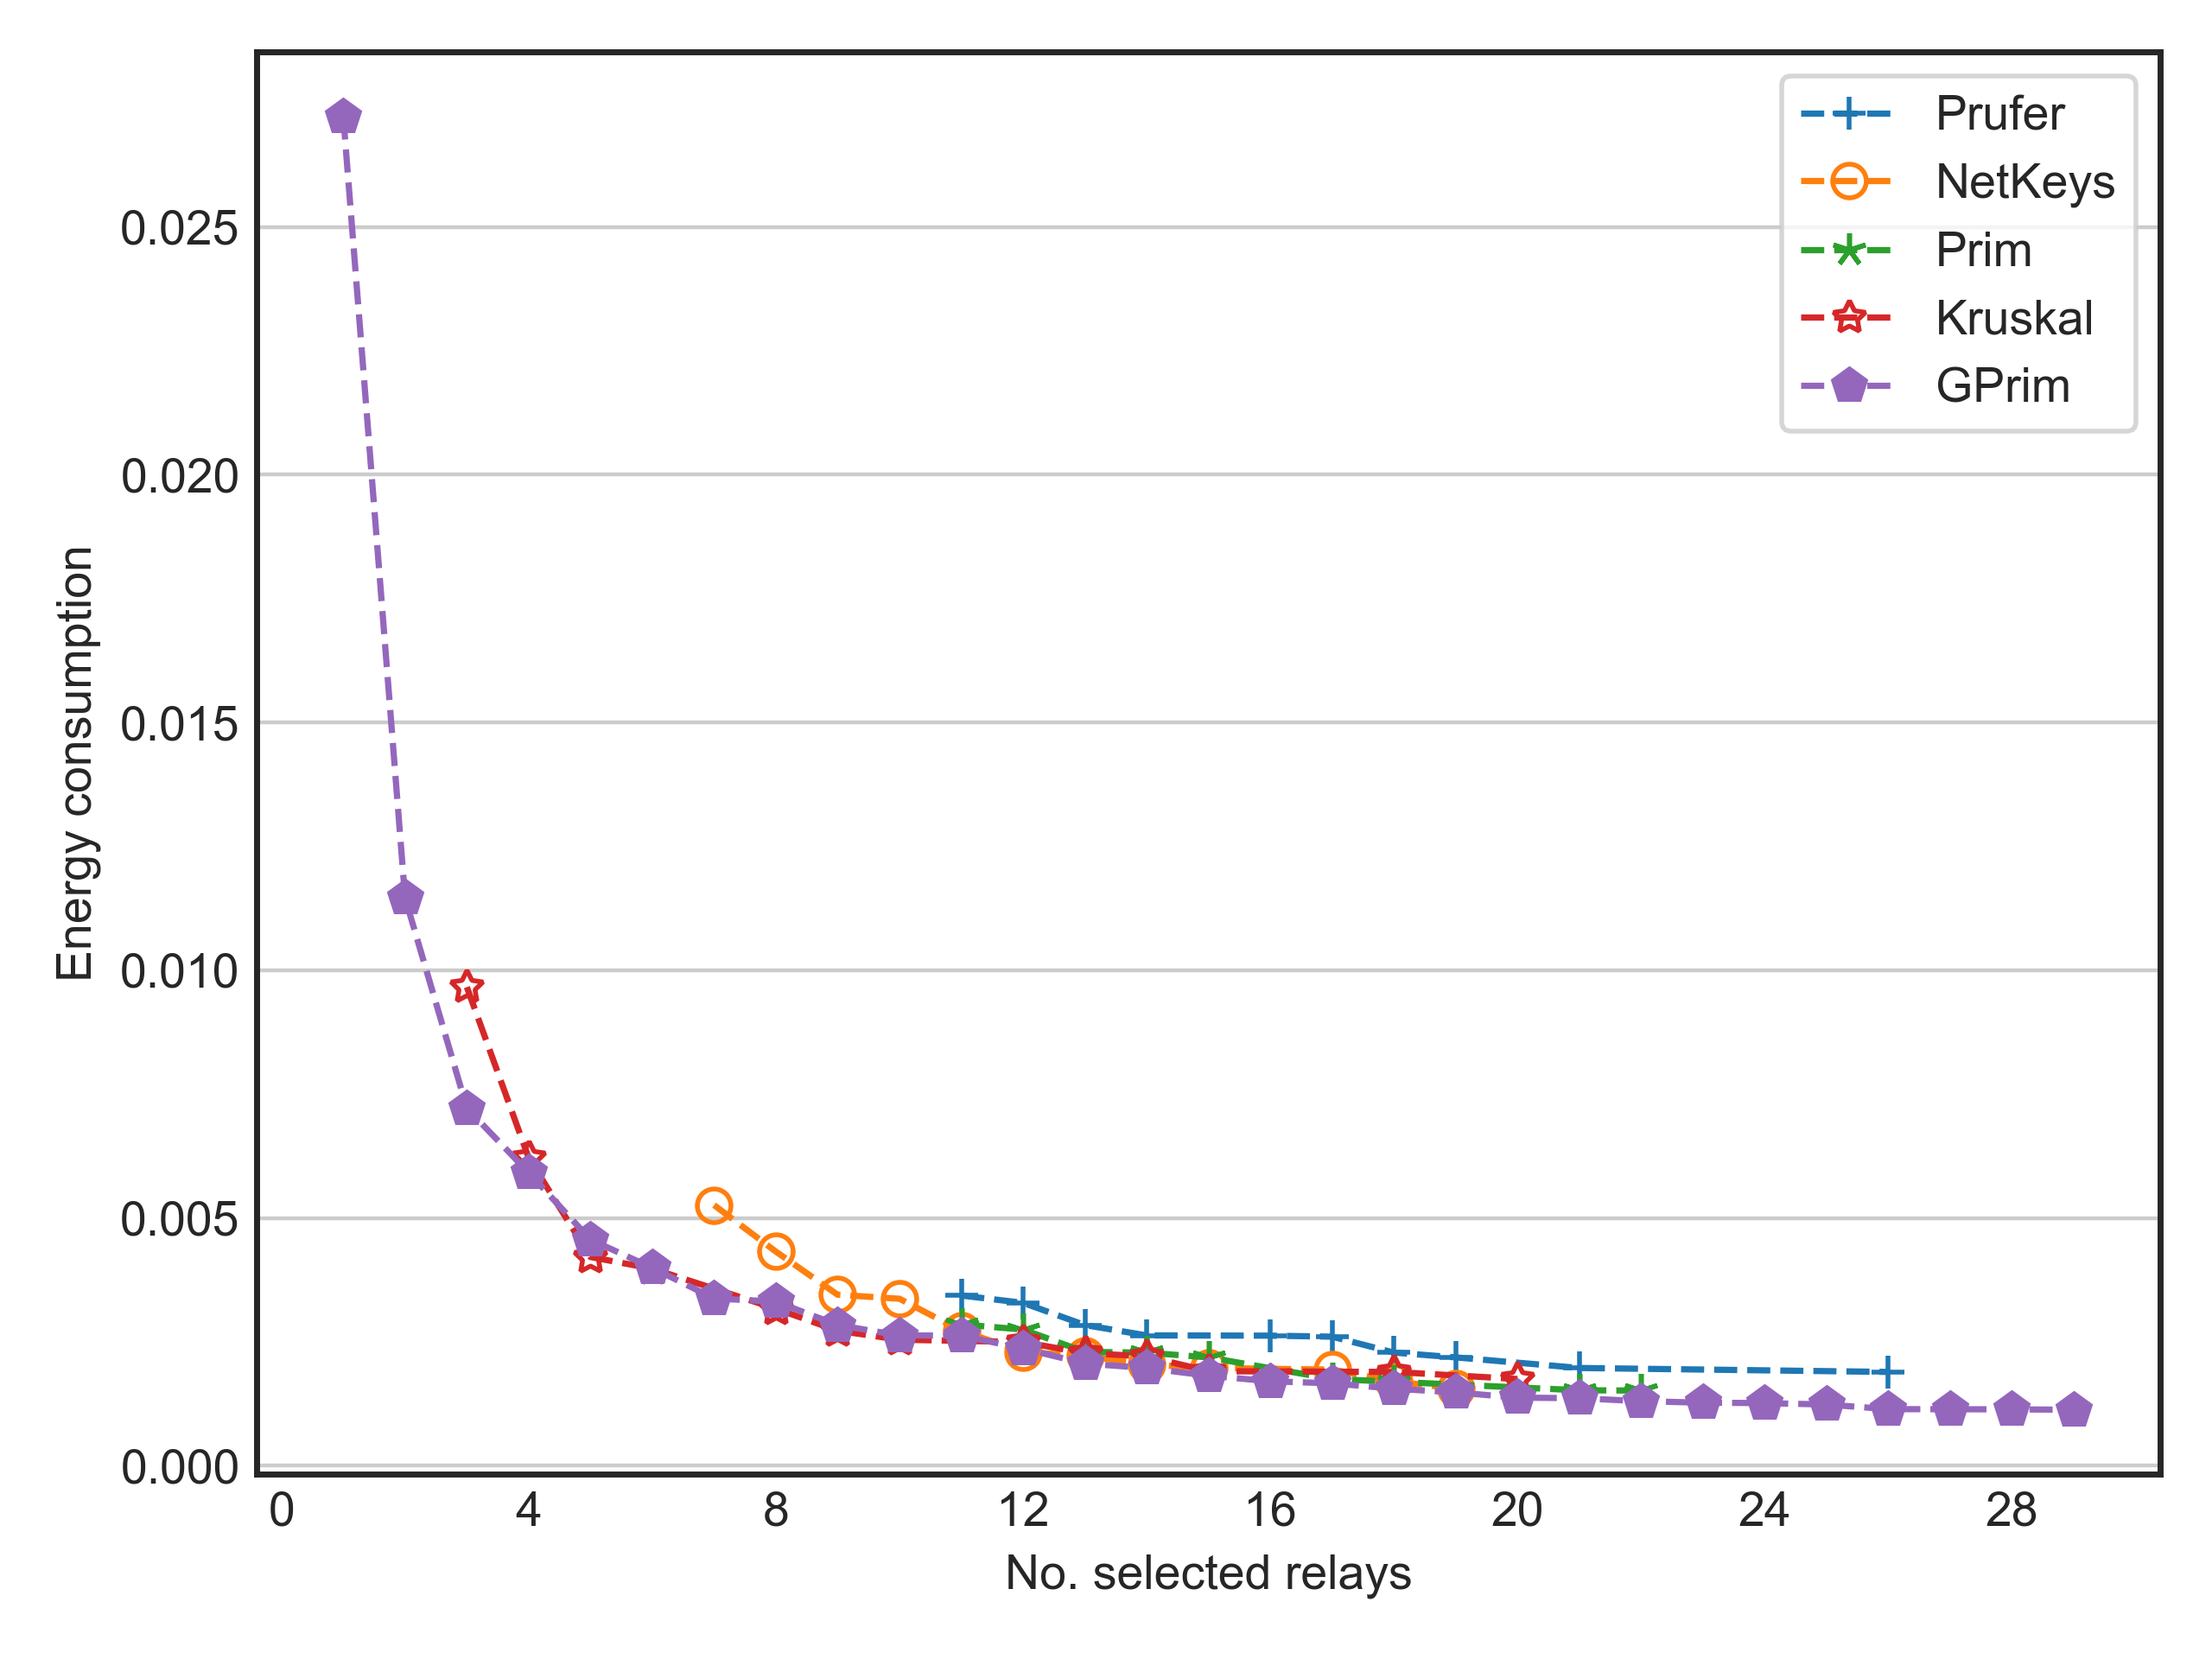 Prufer
NetKeys
Prim
Kruskal
GPrim
0.025
0.020
0.015
0.010
0.005
0.000
Energy consumption
0 4 8 12 16 20 24 28
No. selected relays